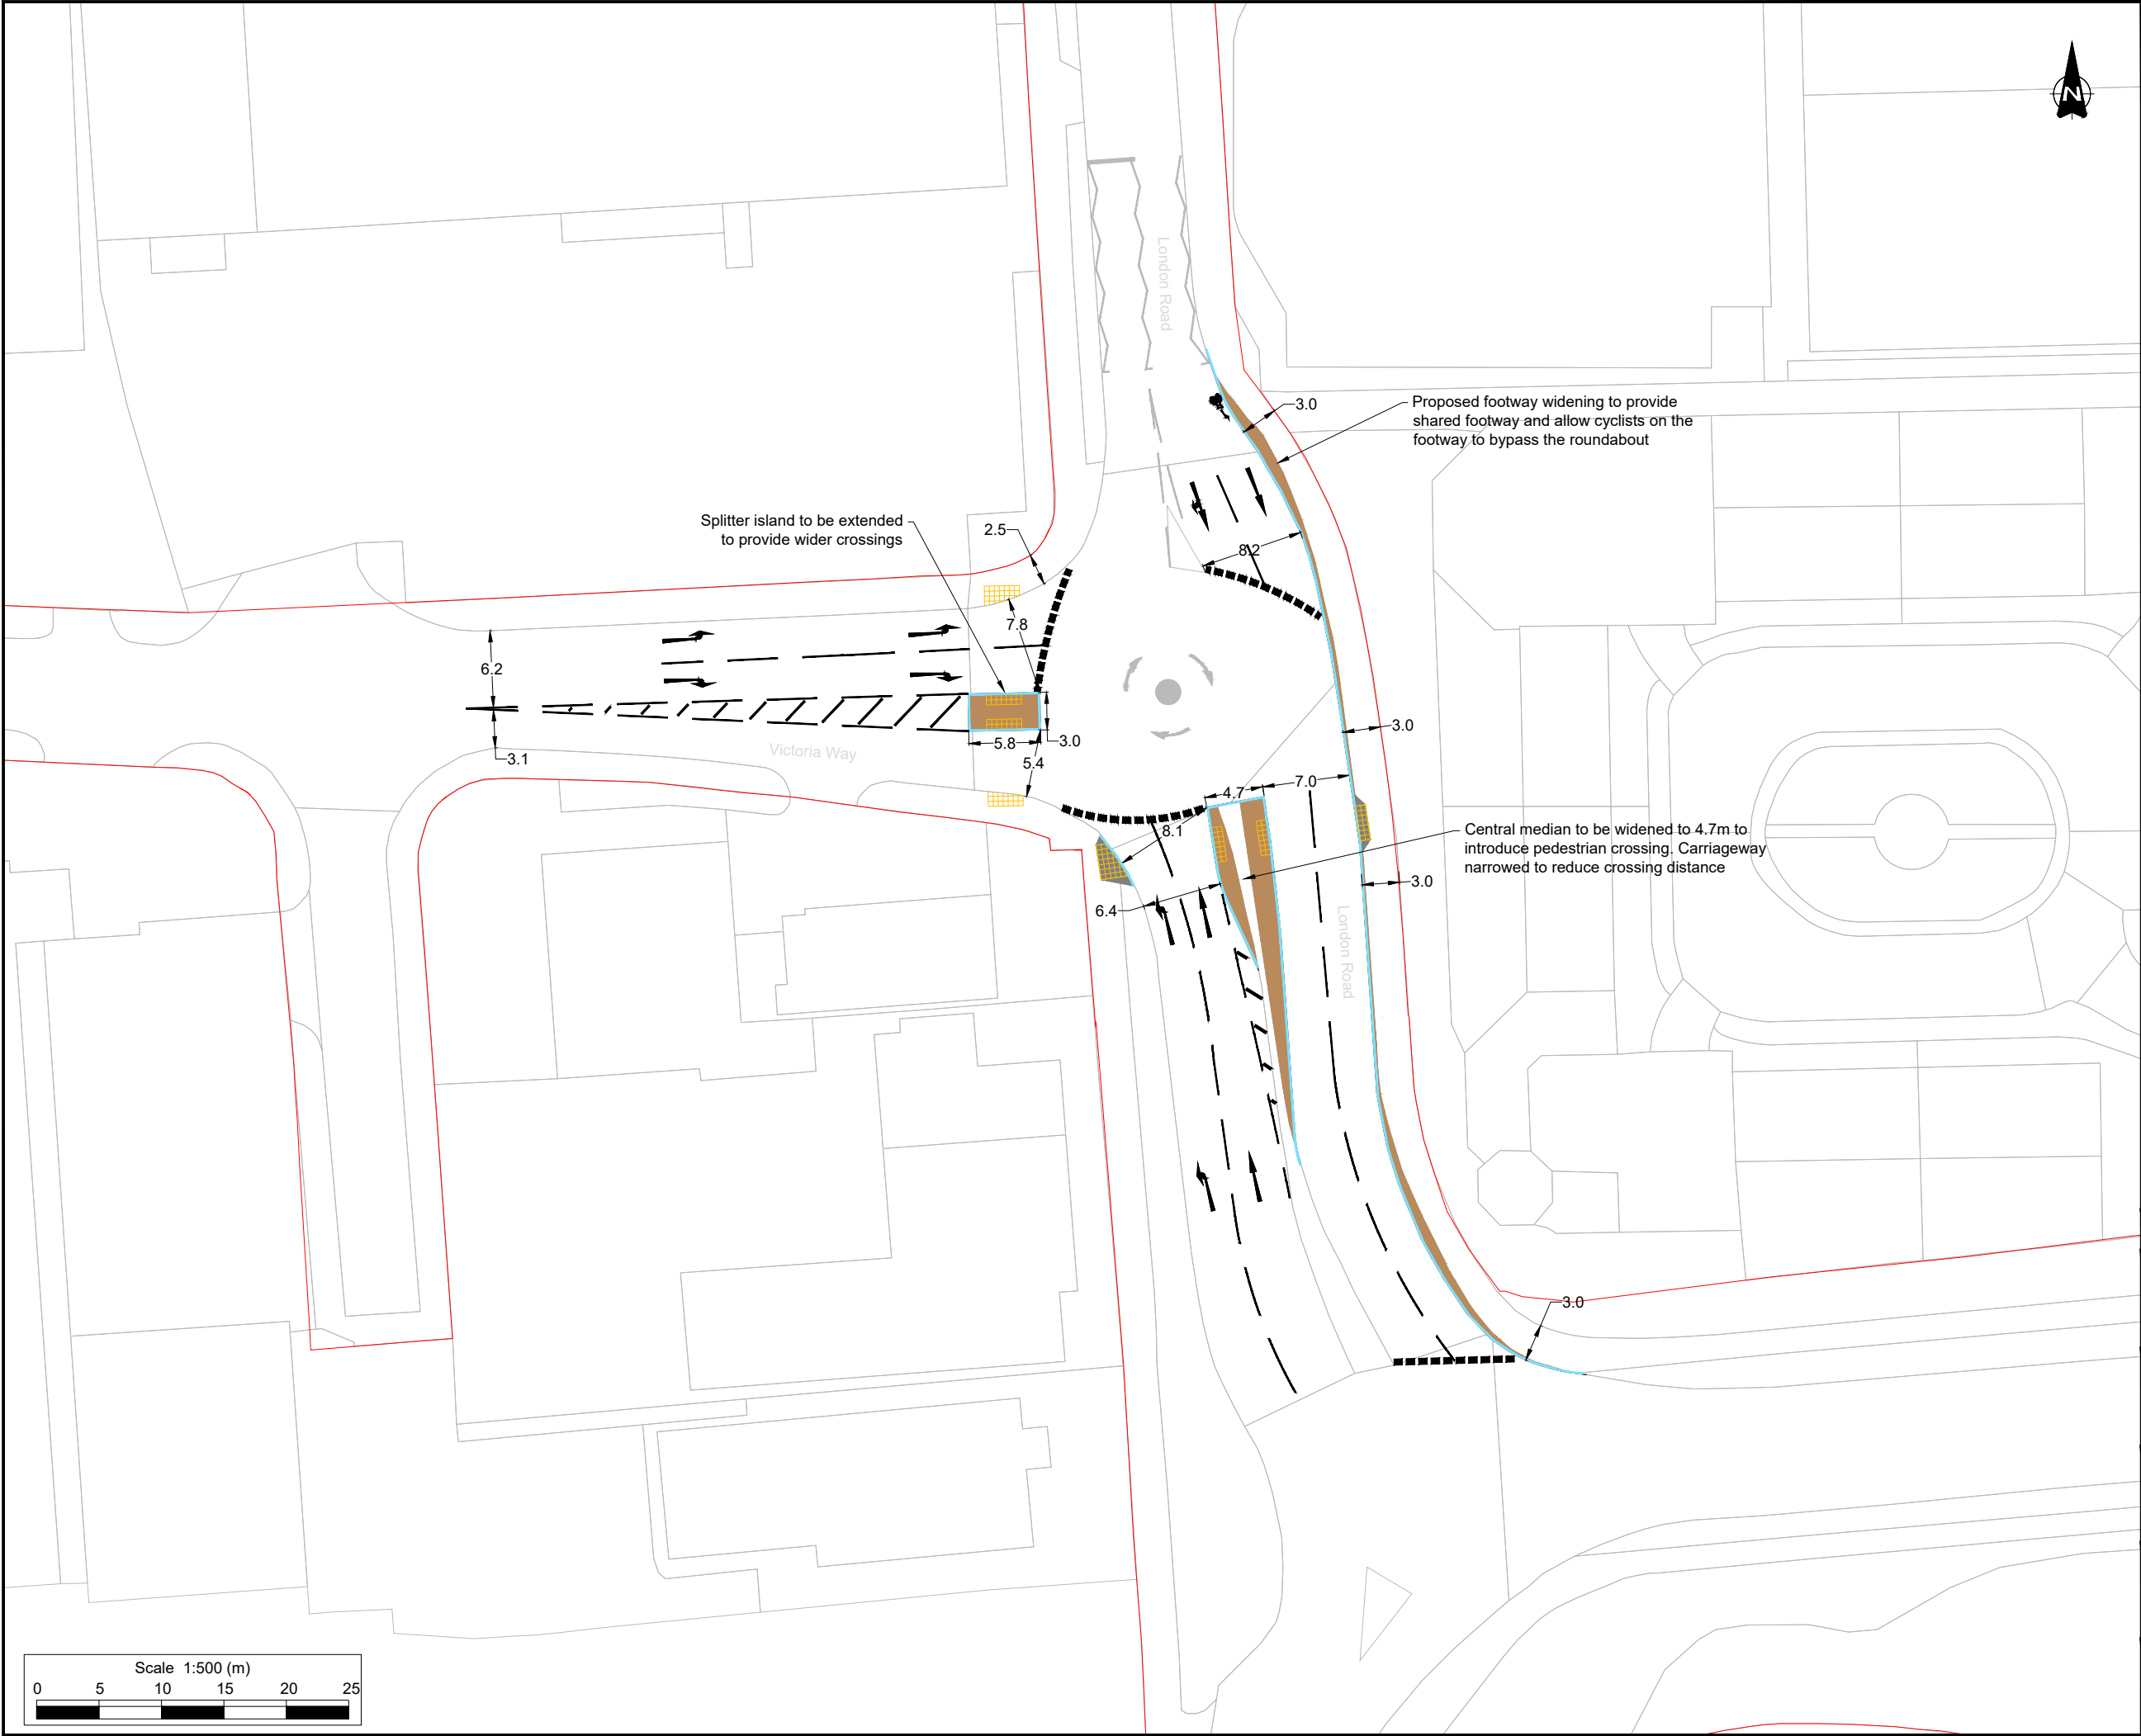 N
London Road
3.0
Proposed footway widening to provide
shared footway and allow cyclists on the
footway to bypass the roundabout
Splitter island to be extended
to provide wider crossings
2.5
8.2
7.8
6.2
3.0
3.0
5.8
5.4
Victoria Way
3.1
7.0
4.7
8.1
Central median to be widened to 4.7m to
introduce pedestrian crossing. Carriageway
narrowed to reduce crossing distance
3.0
6.4
London Road
3.0
Scale 1:500 (m)
0 5 10 15 20 25